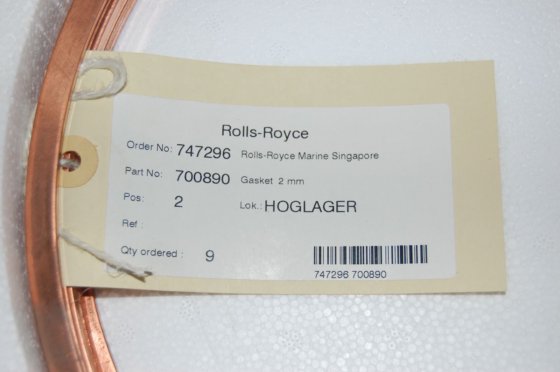 Rolls-Royce
Order No: 747296 Rolls-Royce Marine Singapore
Part No: 700890 Gasket 2 mm
Pos: 2 Lok.: HOGLAGER
Ref :
Qty ordered : 9
747296 700890